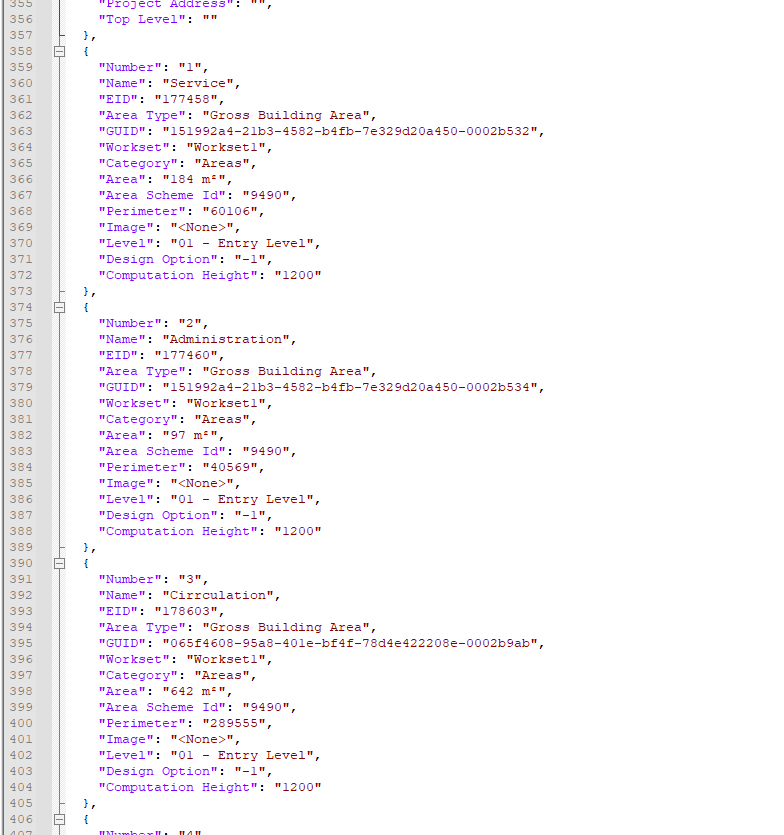 355 "Project Address": "",
356 "Top Level": ""
357 },
358 {
359 "Number": "1",
360 "Name": "Service",
361 "EID": "177458",
362 "Area Type": "Gross Building Area",
363 "GUID": "151992a4-21b3-4582-b4fb-7e329d20a450-0002b532",
364 "Workset": "Workset1",
365 "Category": "Areas",
366 "Area": "184 m²",
367 "Area Scheme Id": "9490",
368 "Perimeter": "60106",
369 "Image": "<None>",
370 "Level": "01 - Entry Level",
371 "Design Option": "-1",
372 "Computation Height": "1200"
373 },
374 {
375 "Number": "2",
376 "Name": "Administration",
377 "EID": "177460",
378 "Area Type": "Gross Building Area",
379 "GUID": "151992a4-21b3-4582-b4fb-7e329d20a450-0002b534",
380 "Workset": "Workset1",
381 "Category": "Areas",
382 "Area": "97 m²",
383 "Area Scheme Id": "9490",
384 "Perimeter": "40569",
385 "Image": "<None>",
386 "Level": "01 - Entry Level",
387 "Design Option": "-1",
388 "Computation Height": "1200"
389 },
390 {
391 "Number": "3",
392 "Name": "Cirrculation",
393 "EID": "178603",
394 "Area Type": "Gross Building Area",
395 "GUID": "065f4608-95a8-401e-bf4f-78d4e422208e-0002b9ab",
396 "Workset": "Workset1",
397 "Category": "Areas",
398 "Area": "642 m²",
399 "Area Scheme Id": "9490",
400 "Perimeter": "289555",
401 "Image": "<None>",
402 "Level": "01 - Entry Level",
403 "Design Option": "-1",
404 "Computation Height": "1200"
405 },
406 {
407 "Number": "4"